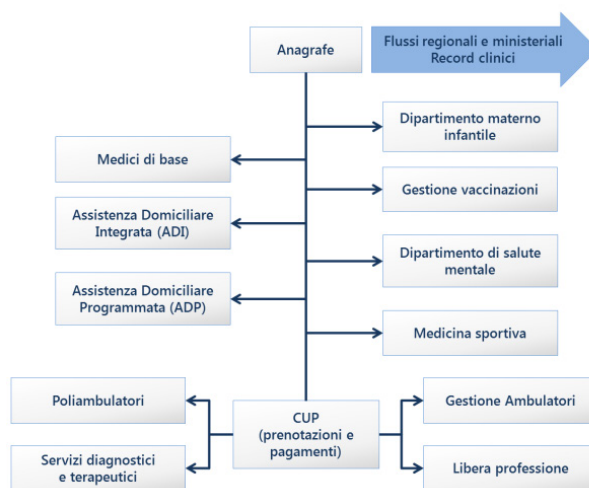 Anagrafe
Flussi regionali e ministeriali
Record clinici
Dipartimento materno
infantile
Medici di base
Gestione vaccinazioni
Assistenza Domiciliare
Integrata (ADI)
Dipartimento di salute
mentale
Assistenza Domiciliare
Programmata (ADP)
Medicina sportiva
Poliambulatori
CUP
(prenotazioni e
pagamenti)
Gestione Ambulatori
Servizi diagnostici
e terapeutici
Libera professione